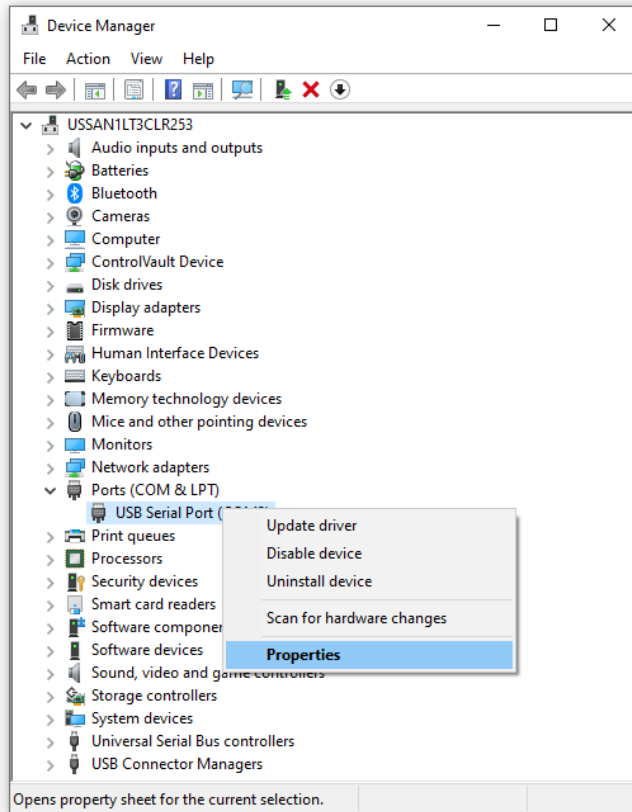 Device Manager
File Action View Help
USSAN1LT3CLR253
Audio inputs and outputs
Batteries
Bluetooth
Cameras
Computer
ControlVault Device
Disk drives
Display adapters
Firmware
Human Interface Devices
Keyboards
Memory technology devices
Mice and other pointing devices
Monitors
Network adapters
Ports (COM & LPT)
USB Serial Port
Update driver
Print queues
Disable device
Processors
Uninstall device
Security devices
Smart card readers
Scan for hardware changes
Software
Software devices
Properties
Sound, video and game controllers
Storage controllers
System devices
Universal Serial Bus controllers
USB Connector Managers
Opens property sheet for the current selection.